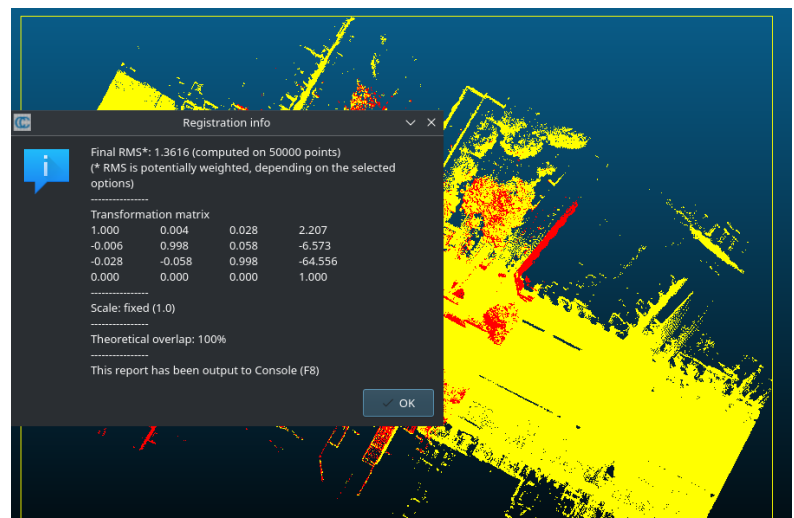 Registration info
Final RMS*: 1.3616 (computed on 50000 points)
(* RMS is potentially weighted, depending on the selected
options)
----------------
Transformation matrix
1.000 0.004 0.028 2.207
-0.006 0.998 0.058 -6.573
-0.028 -0.058 0.998 -64.556
0.000 0.000 0.000 1.000
----------------
Scale: fixed (1.0)
----------------
Theoretical overlap: 100%
----------------
This report has been output to Console (F8)
OK